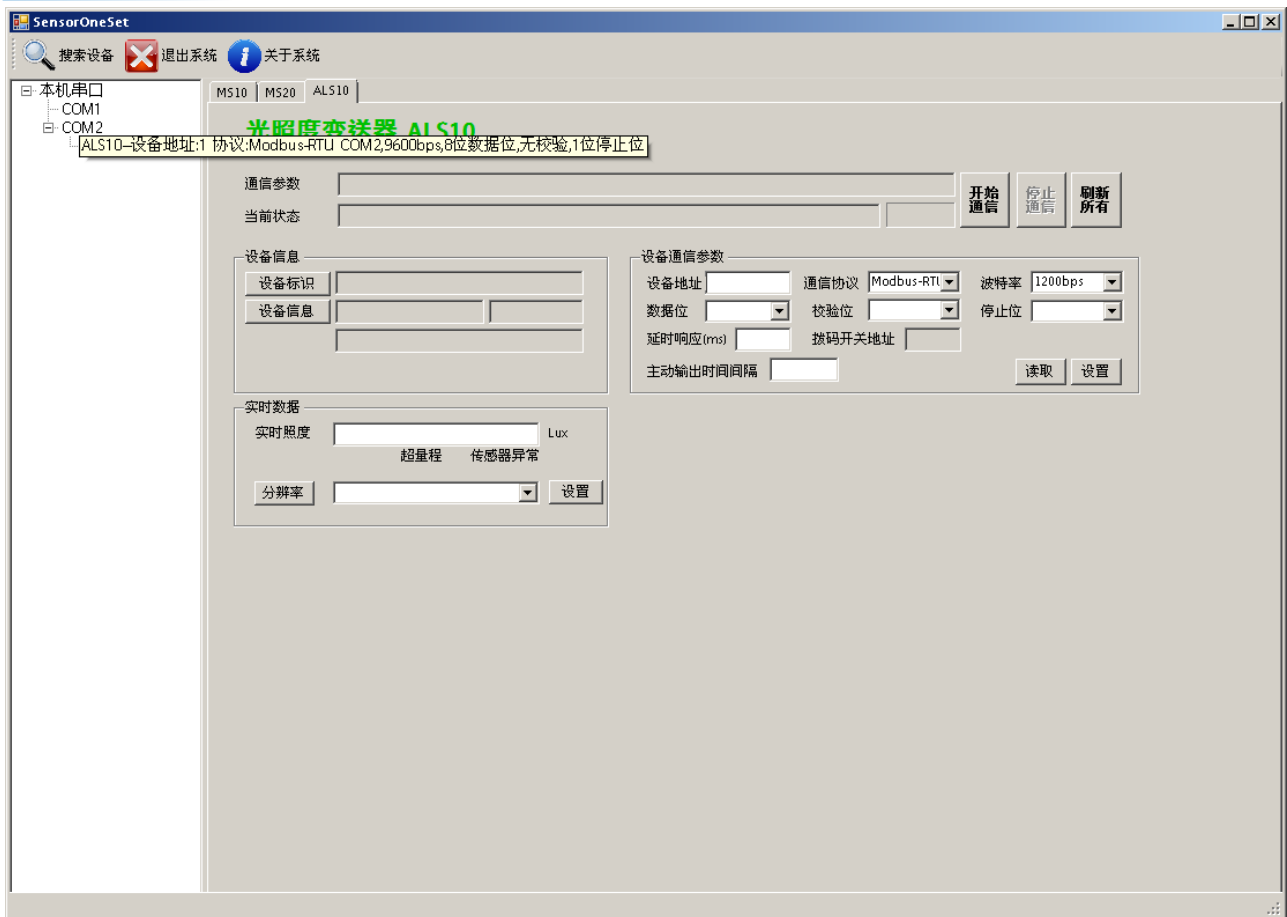 SensorOneSet
搜索设备 退出系统 关于系统
本机串口
COM1
COM2
ALS10--设备地址:1 协议:Modbus-RTU COM2,9600bps,8位数据位,无校验,1位停止位
MS10 MS20 ALS10
光照度变送器 ALS10
通信参数
当前状态
开始通信
停止通信
刷新所有
设备信息
设备标识
设备信息
设备通信参数
设备地址 通信协议 Modbus-RTU 波特率 1200bps
数据位 校验位 停止位
延时响应(ms) 拨码开关地址
主动输出时间间隔 读取 设置
实时数据
实时照度 Lux
超量程 传感器异常
分辨率 设置